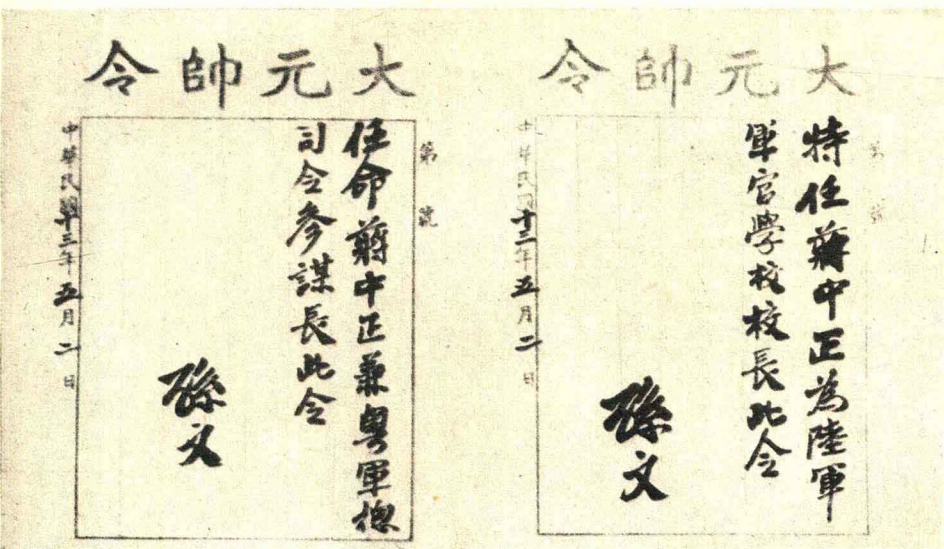 大元帥令
第 號
特任蔣中正為陸軍
軍官學校校長此令
孫文
中華民國十三年五月二日
大元帥令
第 號
任命蔣中正兼粵軍總
司令參謀長此令
孫文
中華民國十三年五月二日